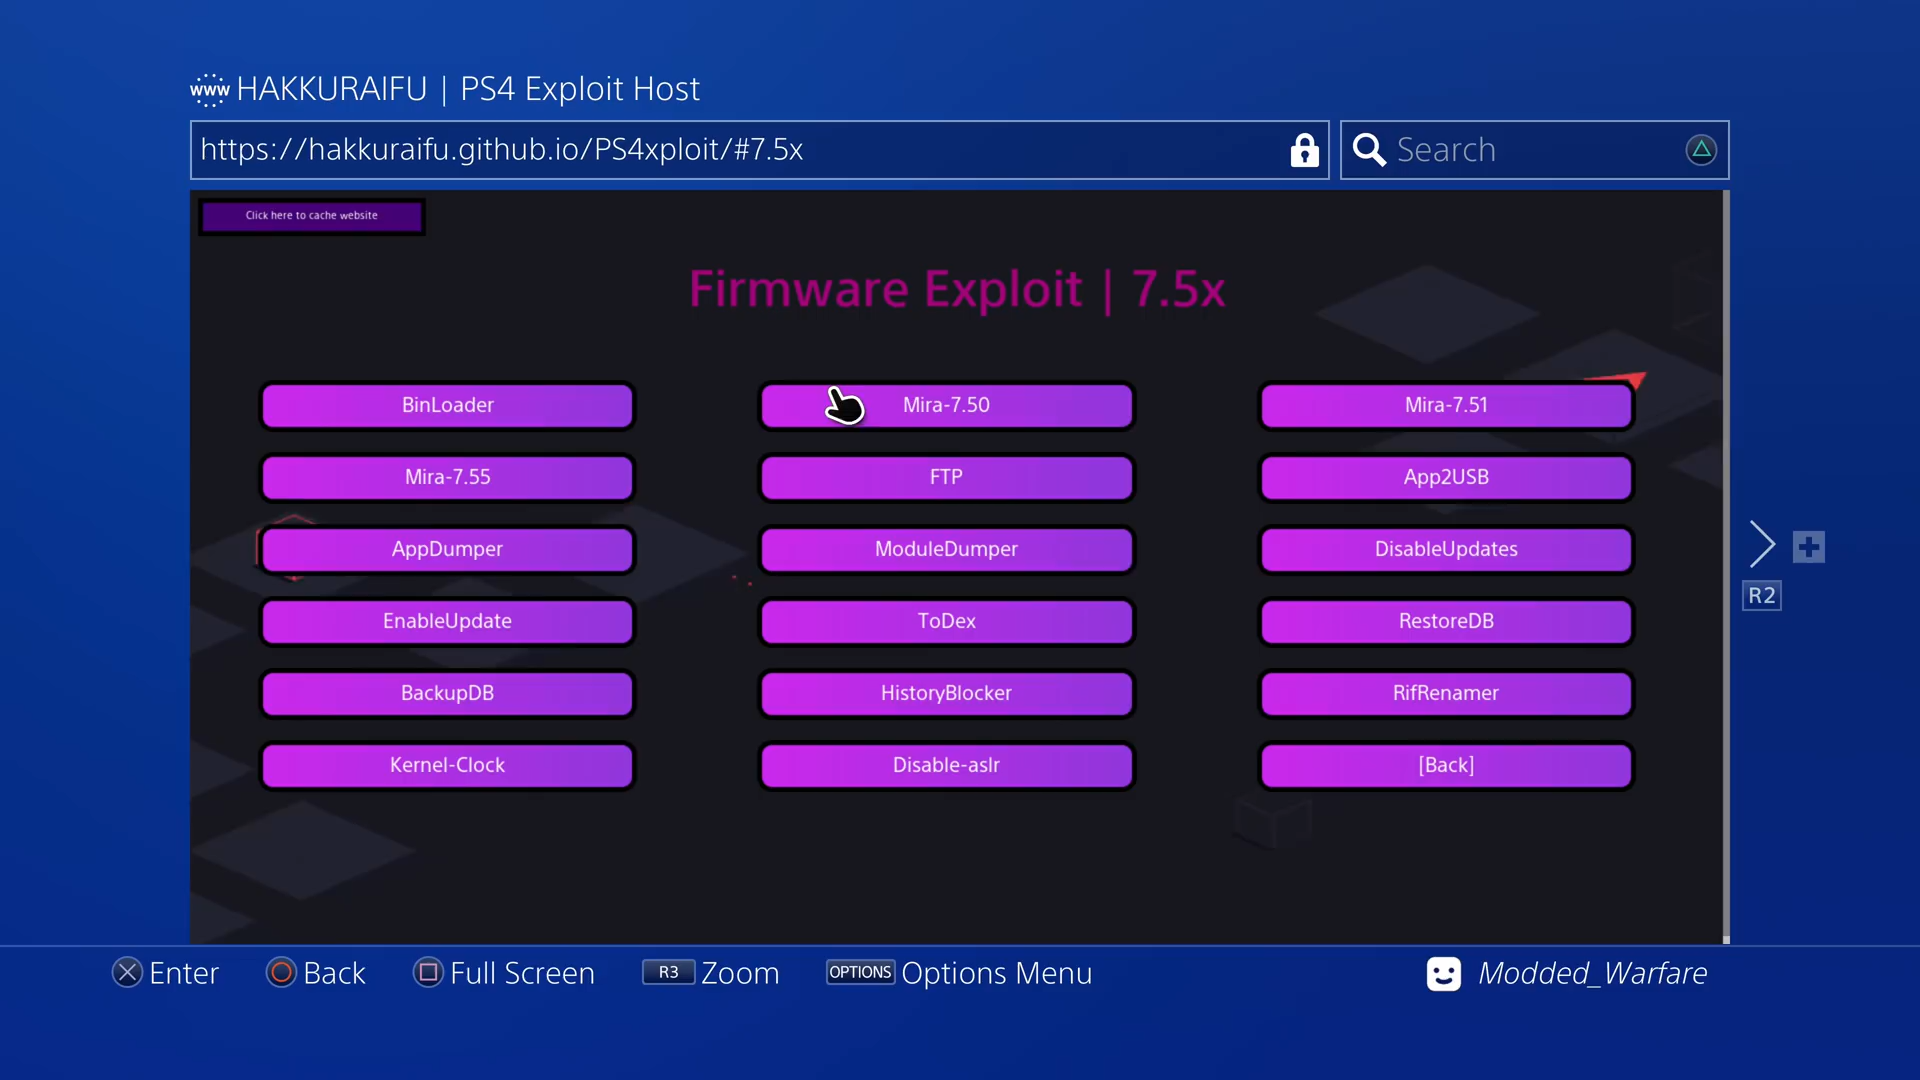 www HAKKURAIFU | PS4 Exploit Host
https://hakkuraifu.github.io/PS4xploit/#7.5x
Search
Click here to cache website
Firmware Exploit | 7.5x
BinLoader
Mira-7.50
Mira-7.51
Mira-7.55
FTP
App2USB
AppDumper
ModuleDumper
DisableUpdates
EnableUpdate
ToDex
RestoreDB
BackupDB
HistoryBlocker
RifRenamer
Kernel-Clock
Disable-aslr
[Back]
R2
Enter
Back
Full Screen
R3 Zoom
OPTIONS Options Menu
Modded_Warfare